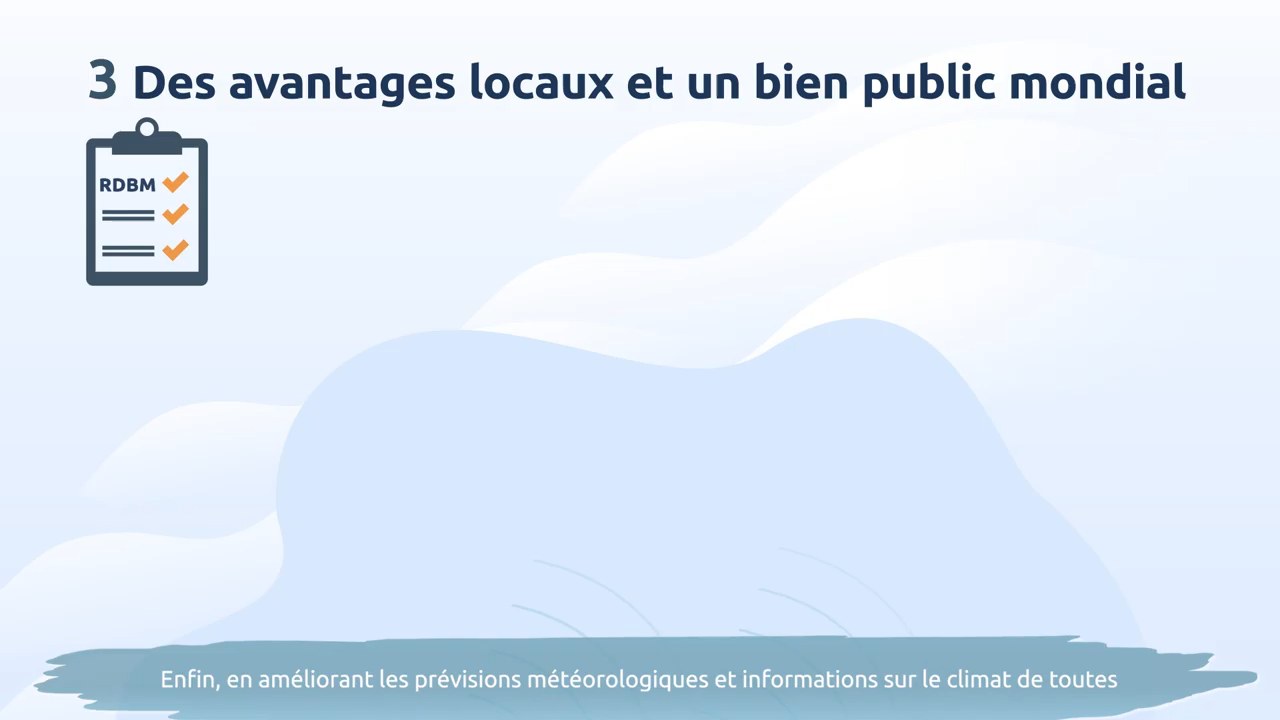 3 Des avantages locaux et un bien public mondial
RDBM
Enfin, en améliorant les prévisions météorologiques et informations sur le climat de toutes